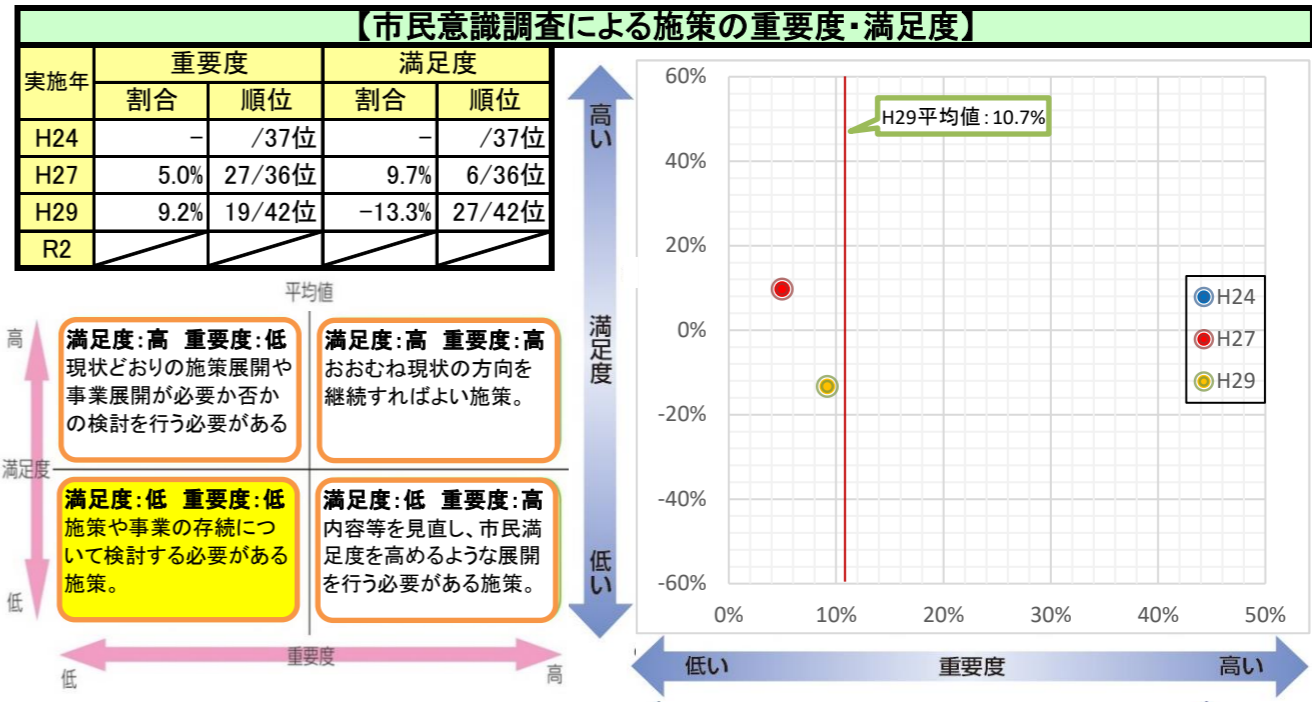 【市民意識調査による施策の重要度・満足度】
実施年 重要度 満足度
割合 順位 割合 順位
H24 − /37位 − /37位
H27 5.0% 27/36位 9.7% 6/36位
H29 9.2% 19/42位 −13.3% 27/42位
R2
平均値
高
満足度:高 重要度:低
現状どおりの施策展開や
事業展開が必要か否か
の検討を行う必要がある
満足度:高 重要度:高
おおむね現状の方向を
継続すればよい施策。
満足度
満足度:低 重要度:低
施策や事業の存続につ
いて検討する必要がある
施策。
満足度:低 重要度:高
内容等を見直し、市民満
足度を高めるような展開
を行う必要がある施策。
低
重要度
低 高
高い
満足度
低い
60%
40%
20%
0%
-20%
-40%
-60%
H29平均値:10.7%
H24
H27
H29
0% 10% 20% 30% 40% 50%
低い 重要度 高い